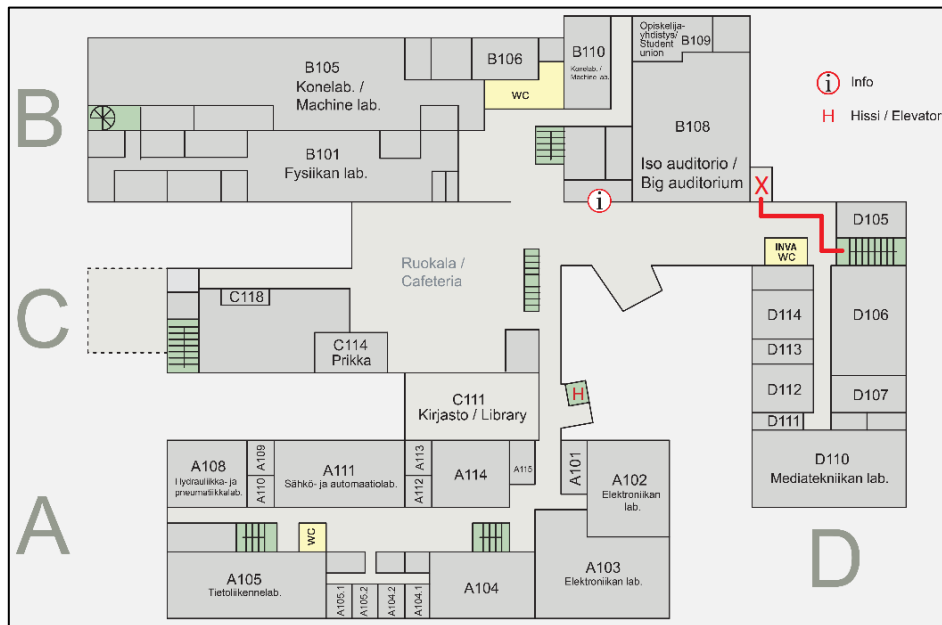 Opiskelija-
yhdistys/
Student
union
B109
B110
Konelab. /
Machine lab.
B106
B105
Konelab. /
Machine lab.
WC
i Info
H Hissi / Elevator
B
B108
Iso auditorio /
Big auditorium
B101
Fysiikan lab.
X
i
D105
INVA
WC
Ruokala /
Cafeteria
C
C118
C114
Prikka
D114
D106
D113
D112
D107
D111
C111
Kirjasto / Library
H
D110
Mediatekniikan lab.
A108
Hydrauliikka- ja
pneumatiikkalab.
A109
A110
A111
Sähkö- ja automaatiolab.
A113
A112
A114
A115
A101
A102
Elektroniikan
lab.
A
D
WC
A105
Tietoliikennelab.
A105.1
A105.2
A104.2
A104.1
A104
A103
Elektroniikan lab.